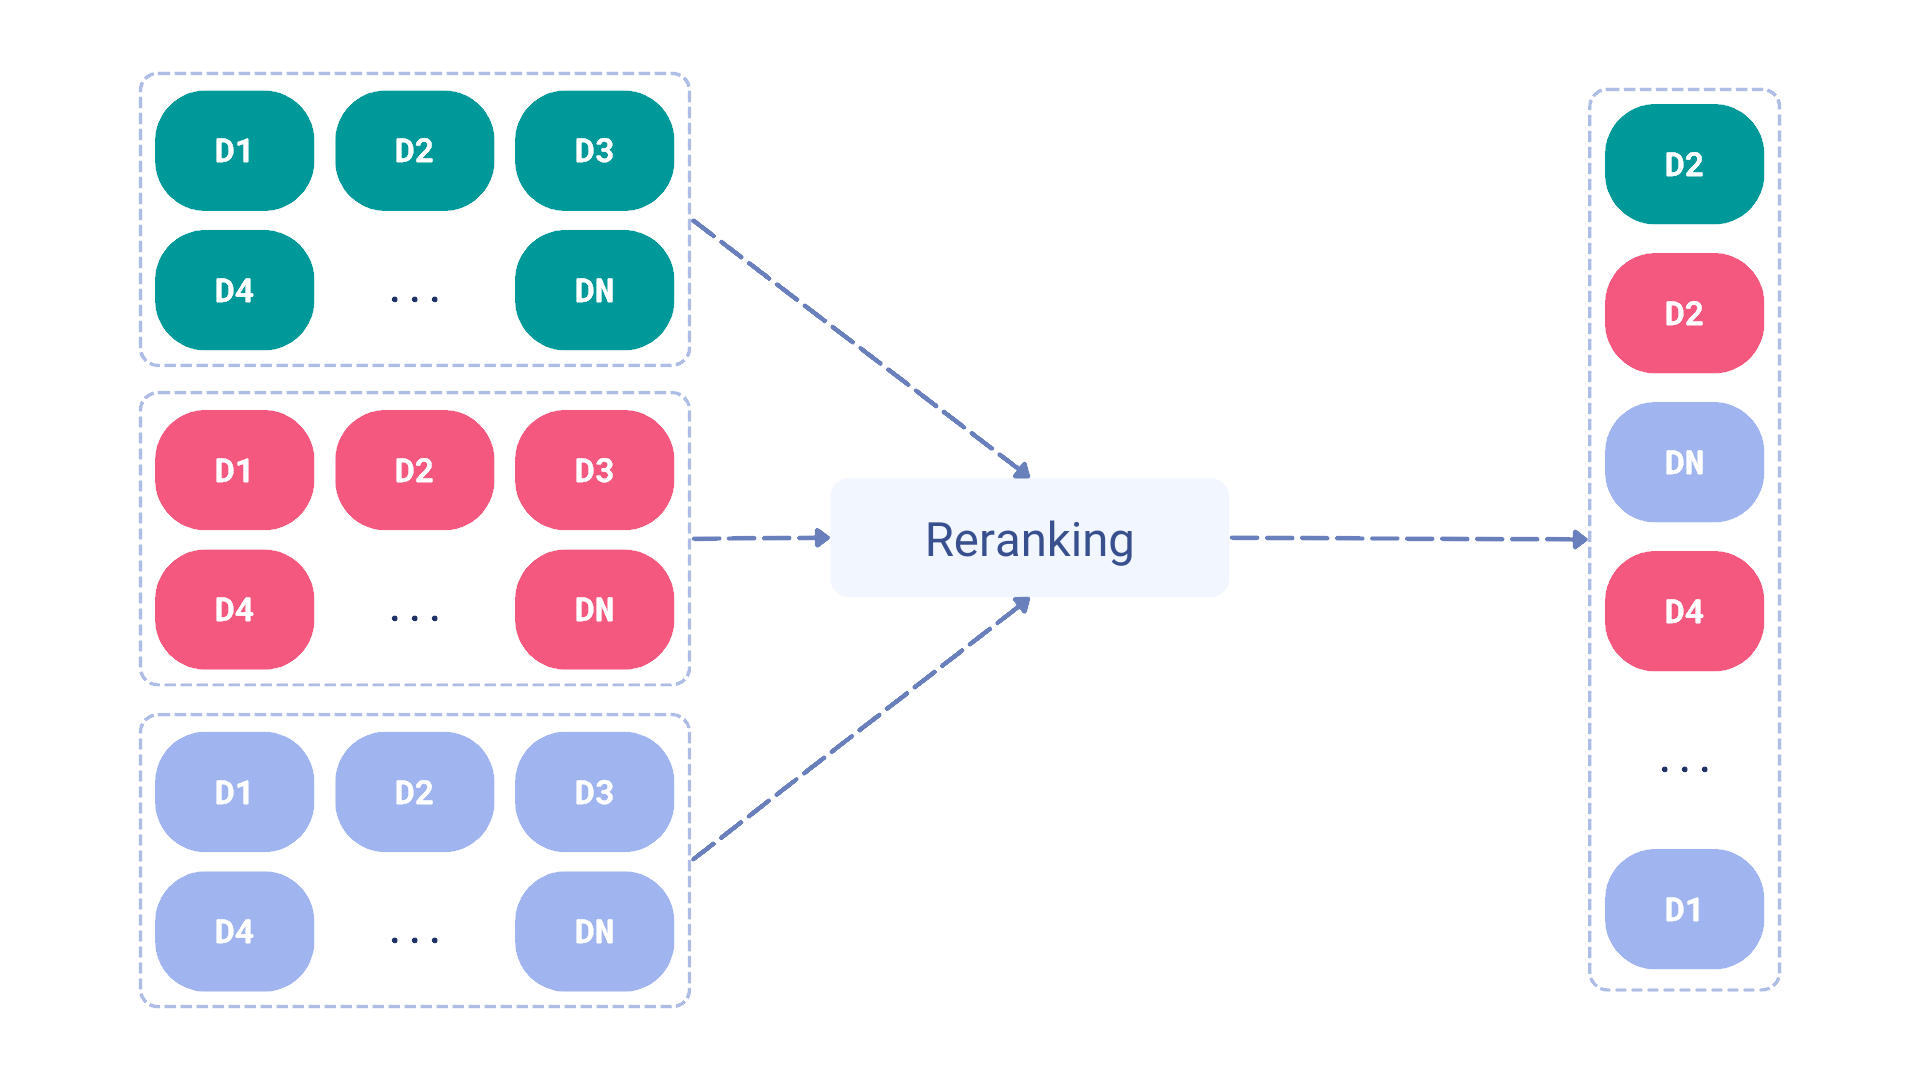 D1 D2 D3
D4 ... DN
D1 D2 D3
D4 ... DN
D1 D2 D3
D4 ... DN
Reranking
D2
D2
DN
D4
...
D1